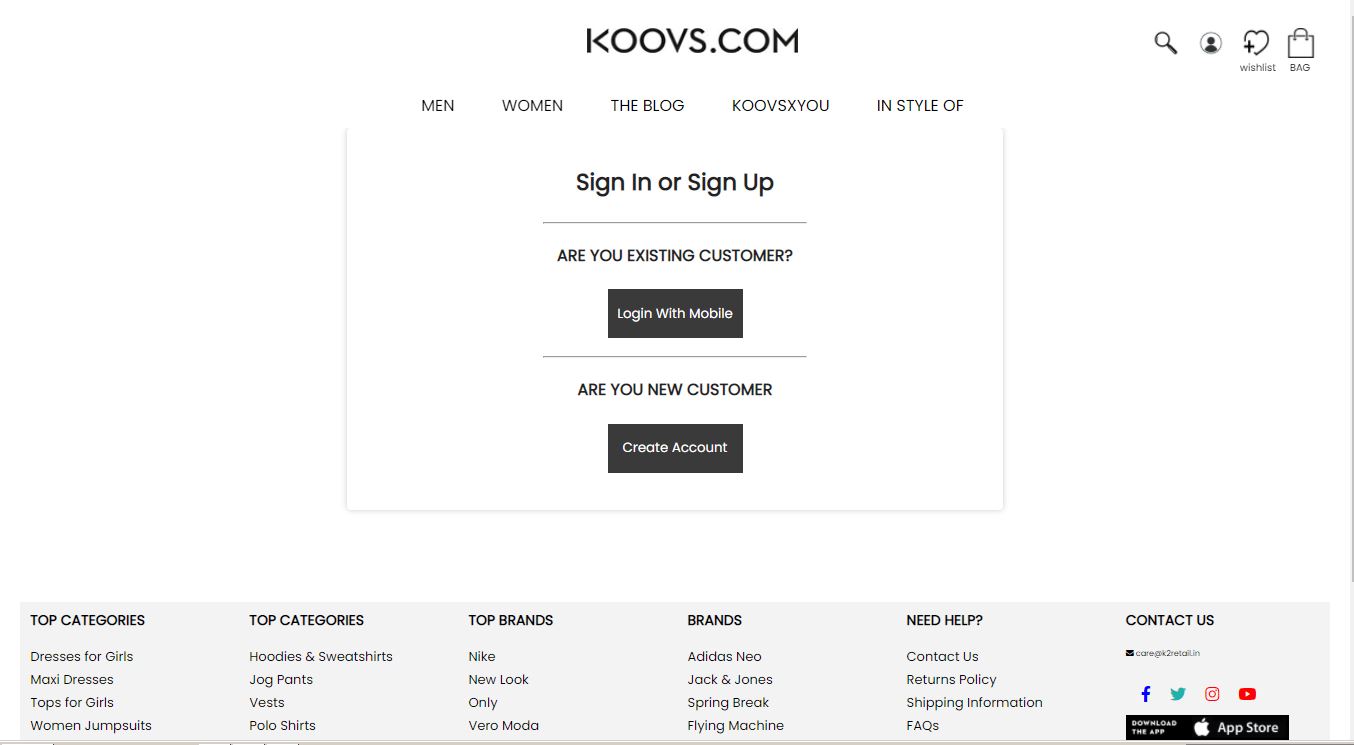 KOOVS.COM
wishlist BAG
MEN WOMEN THE BLOG KOOVSXYOU IN STYLE OF
Sign In or Sign Up
ARE YOU EXISTING CUSTOMER?
Login With Mobile
ARE YOU NEW CUSTOMER
Create Account
TOP CATEGORIES TOP CATEGORIES TOP BRANDS BRANDS NEED HELP? CONTACT US
Dresses for Girls Hoodies & Sweatshirts Nike Adidas Neo Contact Us care@k2retail.in
Maxi Dresses Jog Pants New Look Jack & Jones Returns Policy
Tops for Girls Vests Only Spring Break Shipping Information
Women Jumpsuits Polo Shirts Vero Moda Flying Machine FAQs
DOWNLOAD THE APP App Store